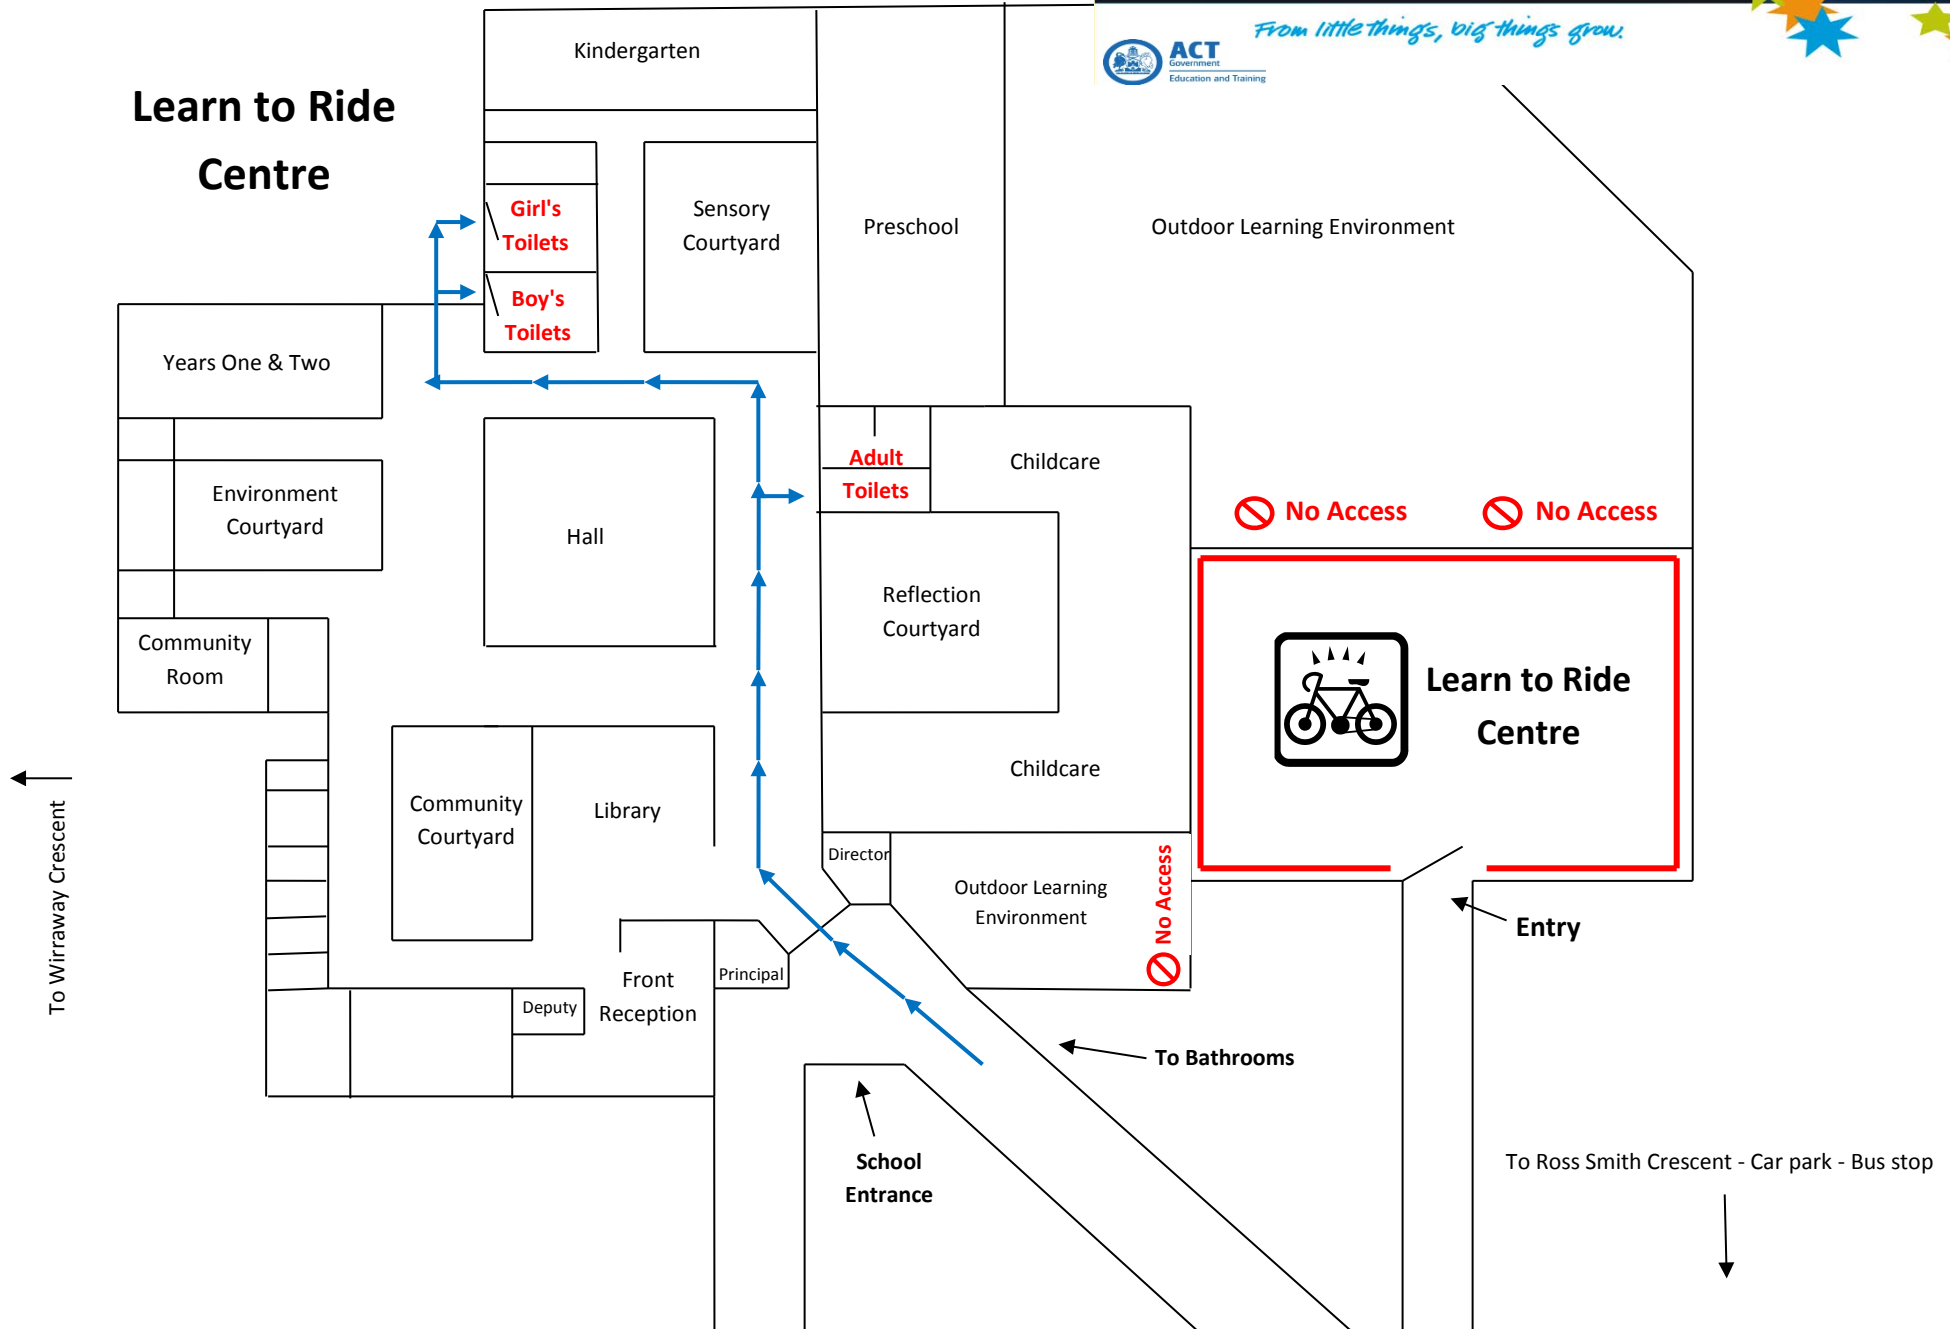 From little things, big things grow.
ACT
Government
Education and Training
Learn to Ride
Centre
Kindergarten
Girl's
Toilets
Boy's
Toilets
Sensory
Courtyard
Preschool
Outdoor Learning Environment
Years One & Two
Environment
Courtyard
Hall
Adult
Toilets
Childcare
No Access
No Access
Reflection
Courtyard
Community
Room
Learn to Ride
Centre
Childcare
Community
Courtyard
Library
To Wirraway Crescent
Director
Outdoor Learning
Environment
No Access
Entry
Front
Reception
Principal
Deputy
To Bathrooms
School
Entrance
To Ross Smith Crescent - Car park - Bus stop